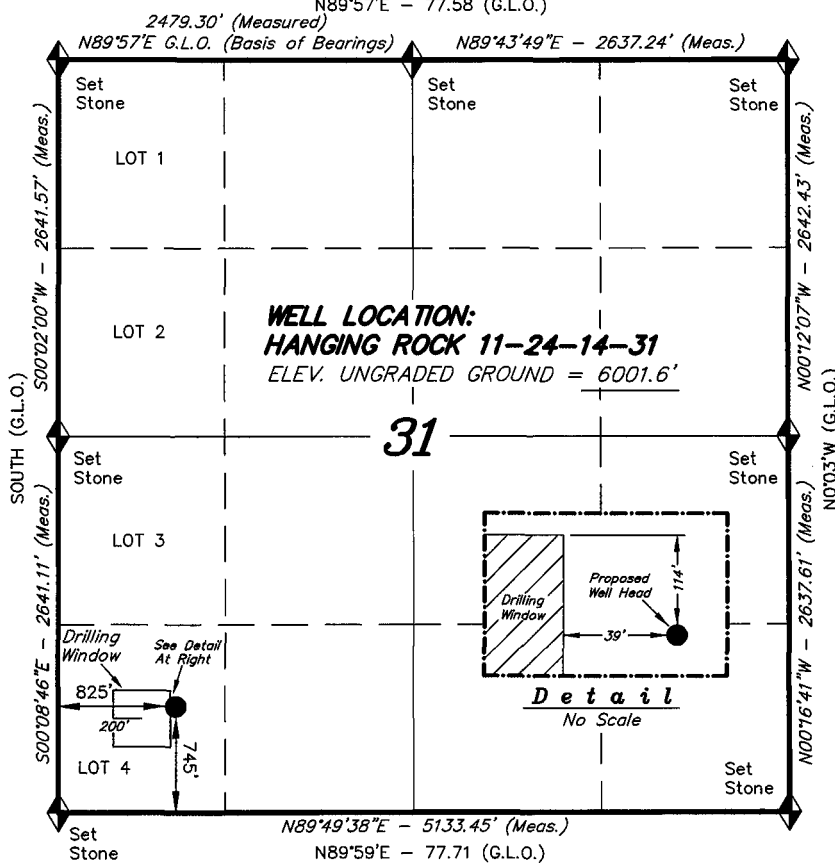 N89°57'E - 77.58 (G.L.O.)
2479.30' (Measured)
N89°57'E G.L.O. (Basis of Bearings)
N89°43'49"E - 2637.24' (Meas.)
Set
Stone
Set
Stone
Set
Stone
LOT 1
S00°02'00"W - 2641.57' (Meas.)
N00°12'07"W - 2642.43' (Meas.)
LOT 2
WELL LOCATION:
HANGING ROCK 11-24-14-31
ELEV. UNGRADED GROUND = 6001.6'
SOUTH (G.L.O.)
N0°03'W (G.L.O.)
31
Set
Stone
Set
Stone
LOT 3
S00°08'46"E - 2641.11' (Meas.)
N00°16'41"W - 2637.61' (Meas.)
Drilling
Window
Proposed
Well Head
114'
39'
Detail
No Scale
Drilling
Window
See Detail
At Right
825'
200'
745'
LOT 4
Set
Stone
Set
Stone
N89°49'38"E - 5133.45' (Meas.)
N89°59'E - 77.71 (G.L.O.)